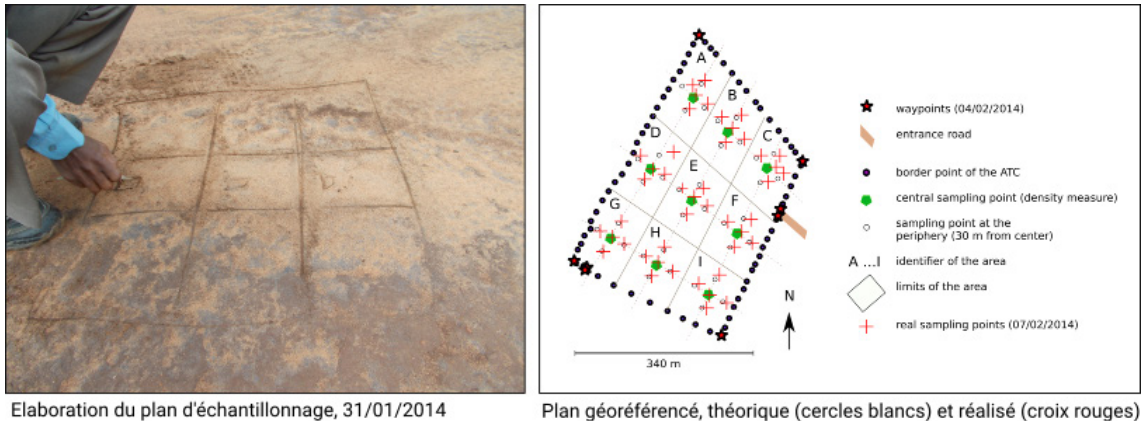 A
B
C
D
E
F
G
H
I
N
340 m
waypoints (04/02/2014)
entrance road
border point of the ATC
central sampling point (density measure)
sampling point at the
periphery (30 m from center)
A ...I identifier of the area
limits of the area
real sampling points (07/02/2014)
Elaboration du plan d'échantillonnage, 31/01/2014
Plan géoréférencé, théorique (cercles blancs) et réalisé (croix rouges)